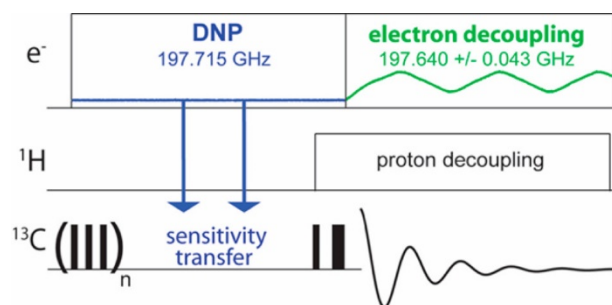 DNP
197.715 GHz
electron decoupling
197.640 +/- 0.043 GHz
e-
1H
proton decoupling
13C
( )n
sensitivity
transfer